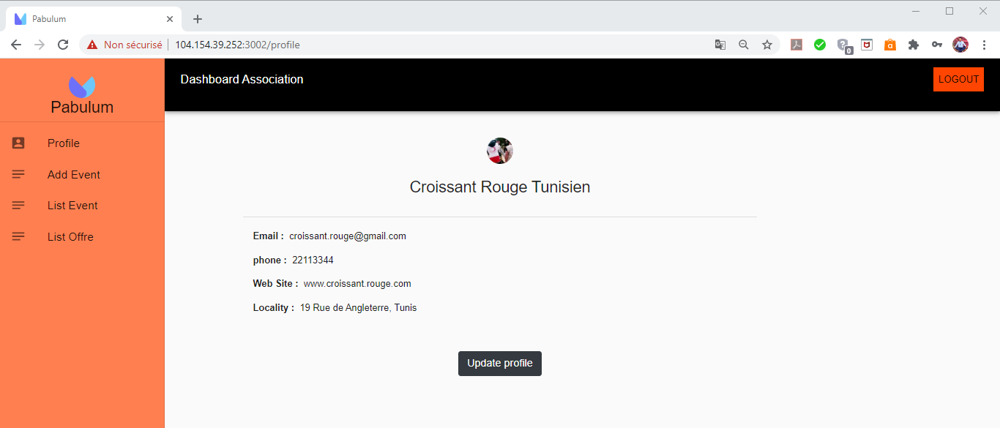 Pabulum
Non sécurisé 104.154.39.252:3002/profile
0
a
Pabulum
Dashboard Association
LOGOUT
Profile
Add Event
List Event
List Offre
Croissant Rouge Tunisien
Email : croissant.rouge@gmail.com
phone : 22113344
Web Site : www.croissant.rouge.com
Locality : 19 Rue de Angleterre, Tunis
Update profile